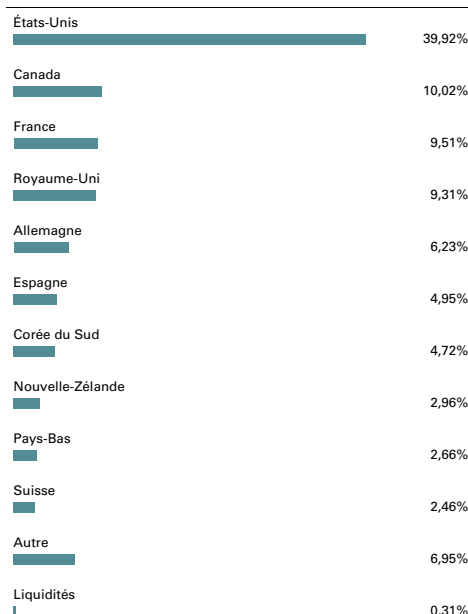 États-Unis
39,92%
Canada
10,02%
France
9,51%
Royaume-Uni
9,31%
Allemagne
6,23%
Espagne
4,95%
Corée du Sud
4,72%
Nouvelle-Zélande
2,96%
Pays-Bas
2,66%
Suisse
2,46%
Autre
6,95%
Liquidités
0,31%